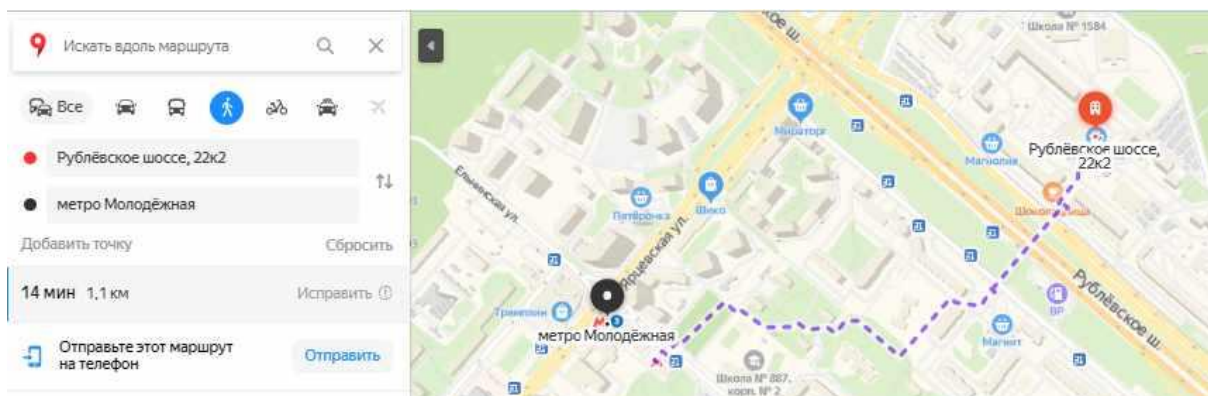 Искать вдоль маршрута
Все
Рублёвское шоссе, 22к2
метро Молодёжная
Добавить точку
Сбросить
14 мин 1,1 км
Исправить
Отправьте этот маршрут
на телефон
Отправить
Школа № 1584
Мираторг
Магнолия
Рублёвское шоссе,
22к2
Ельнинская ул.
Пятёрочка
Шико
Шоколадница
Ярцевская ул.
Рублёвское ш.
BP
Магнит
метро Молодёжная
Школа № 887,
корп. № 2